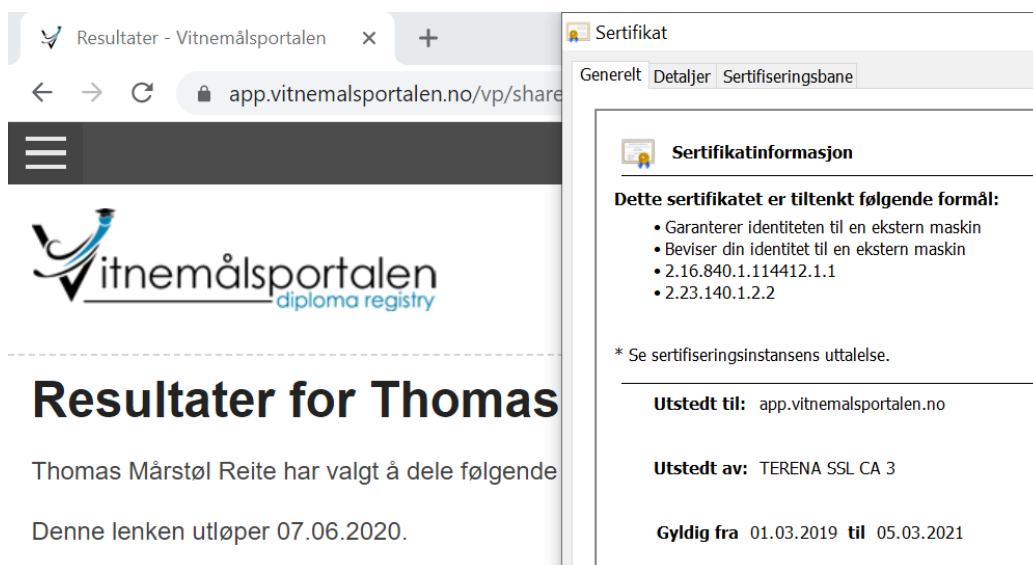 Resultater - Vitnemålsportalen
app.vitnemalsportalen.no/vp/share
Vitnemålsportalen
diploma registry
Resultater for Thomas
Thomas Mårstøl Reite har valgt å dele følgende
Denne lenken utløper 07.06.2020.
Sertifikat
Generelt Detaljer Sertifiseringsbane
Sertifikatinformasjon
Dette sertifikatet er tiltenkt følgende formål:
• Garanterer identiteten til en ekstern maskin
• Beviser din identitet til en ekstern maskin
• 2.16.840.1.114412.1.1
• 2.23.140.1.2.2
* Se sertifiseringsinstansens uttalelse.
Utstedt til: app.vitnemalsportalen.no
Utstedt av: TERENA SSL CA 3
Gyldig fra 01.03.2019 til 05.03.2021